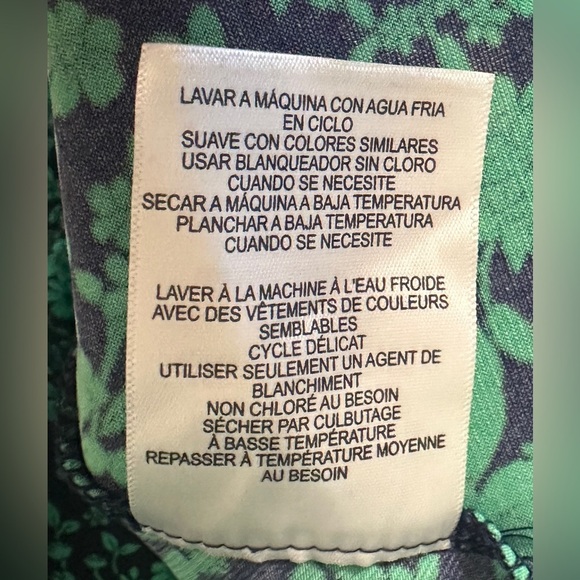 LAVAR A MÁQUINA CON AGUA FRIA
EN CICLO
SUAVE CON COLORES SIMILARES
USAR BLANQUEADOR SIN CLORO
CUANDO SE NECESITE
SECAR A MÁQUINA A BAJA TEMPERATURA
PLANCHAR A BAJA TEMPERATURA
CUANDO SE NECESITE
LAVER À LA MACHINE À L'EAU FROIDE
AVEC DES VÊTEMENTS DE COULEURS
SEMBLABLES
CYCLE DÉLICAT
UTILISER SEULEMENT UN AGENT DE
BLANCHIMENT
NON CHLORÉ AU BESOIN
SÉCHER PAR CULBUTAGE
À BASSE TEMPÉRATURE
REPASSER À TEMPÉRATURE MOYENNE
AU BESOIN